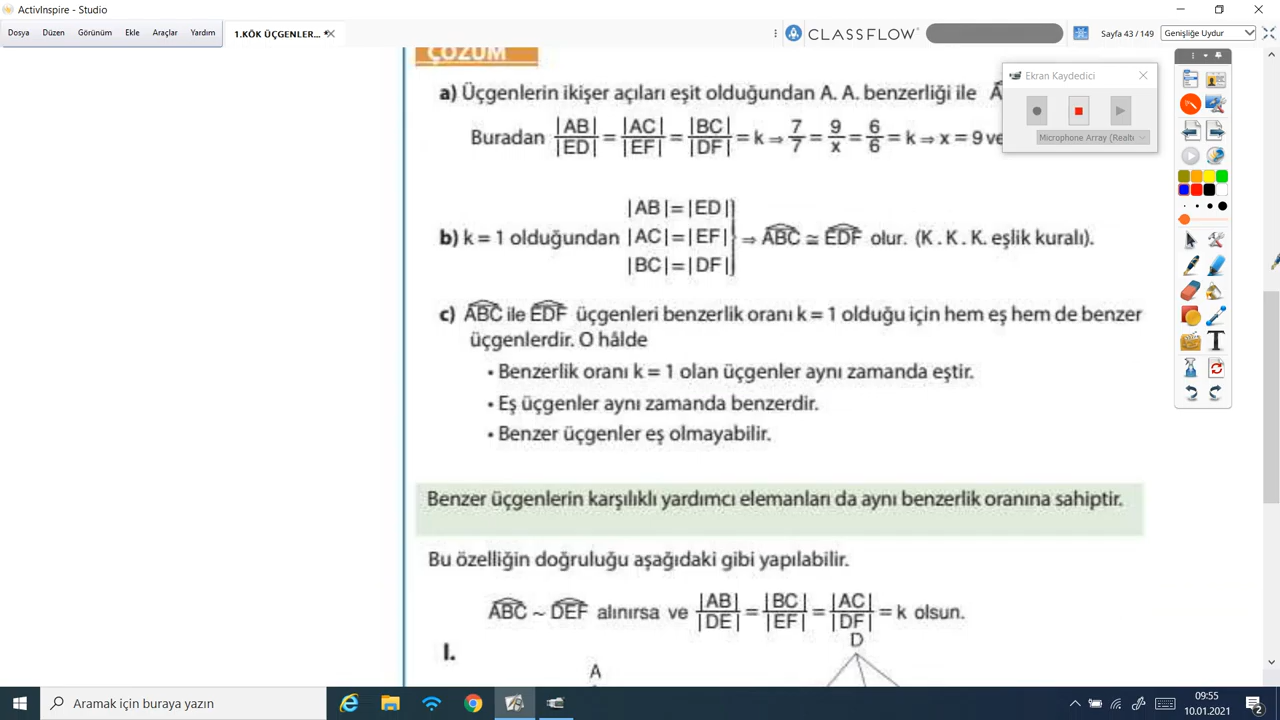 ActivInspire - Studio
Dosya Düzen Görünüm Ekle Araçlar Yardım
1.KÖK ÜÇGENLER...
CLASSFLOW
Sayfa 43 / 149
Genişliğe Uydur
Ekran Kaydedici
Microphone Array (Realte
ÇÖZÜM
a) Üçgenlerin ikişer açıları eşit olduğundan A. A. benzerliği ile
Buradan |AB|/|ED| = |AC|/|EF| = |BC|/|DF| = k ⇒ 7/7 = 9/x = 6/6 = k ⇒ x = 9 ve
|AB|=|ED|
b) k = 1 olduğundan |AC|=|EF| ⇒ ABC ≅ EDF olur. (K . K . K. eşlik kuralı).
|BC|=|DF|
c) ABC ile EDF üçgenleri benzerlik oranı k = 1 olduğu için hem eş hem de benzer
üçgenlerdir. O hâlde
• Benzerlik oranı k = 1 olan üçgenler aynı zamanda eştir.
• Eş üçgenler aynı zamanda benzerdir.
• Benzer üçgenler eş olmayabilir.
Benzer üçgenlerin karşılıklı yardımcı elemanları da aynı benzerlik oranına sahiptir.
Bu özelliğin doğruluğu aşağıdaki gibi yapılabilir.
ABC ~ DEF alınırsa ve |AB|/|DE| = |BC|/|EF| = |AC|/|DF| = k olsun.
D
I.
A
Aramak için buraya yazın
09:55
10.01.2021
2